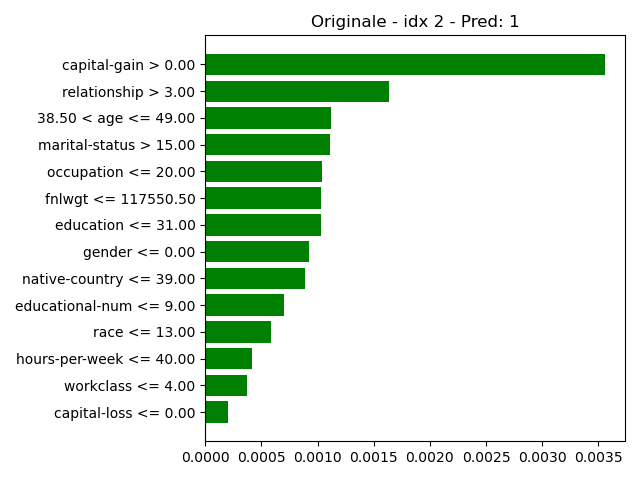 Originale - idx 2 - Pred: 1
capital-gain > 0.00
relationship > 3.00
38.50 < age <= 49.00
marital-status > 15.00
occupation <= 20.00
fnlwgt <= 117550.50
education <= 31.00
gender <= 0.00
native-country <= 39.00
educational-num <= 9.00
race <= 13.00
hours-per-week <= 40.00
workclass <= 4.00
capital-loss <= 0.00
0.0000 0.0005 0.0010 0.0015 0.0020 0.0025 0.0030 0.0035